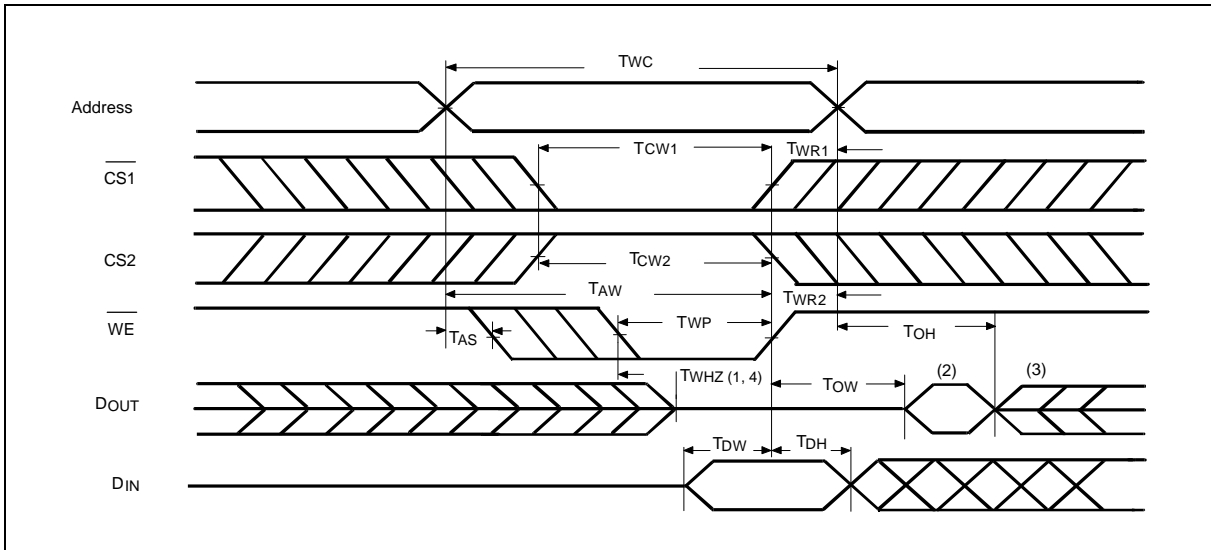 TWC
Address
TCW1
TWR1
CS1
CS2
TCW2
TAW
TWR2
WE
TAS
TWP
TOH
TWHZ (1, 4)
TOW
(2)
(3)
DOUT
TDW
TDH
DIN